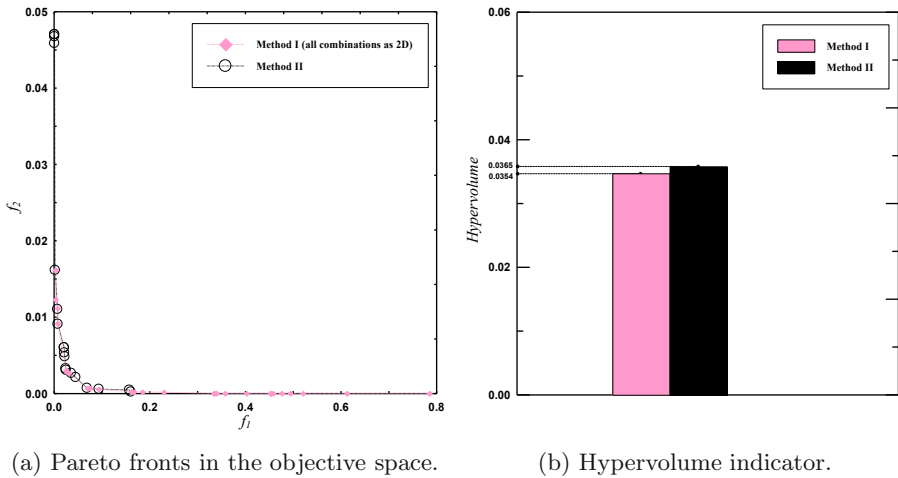 0.05
0.04
0.03
0.02
0.01
0.00
f2
0.0
0.2
0.4
0.6
0.8
f1
Method I (all combinations as 2D)
Method II
(a) Pareto fronts in the objective space.
0.06
0.04
0.02
0.00
Hypervolume
0.0365
0.0354
Method I
Method II
(b) Hypervolume indicator.